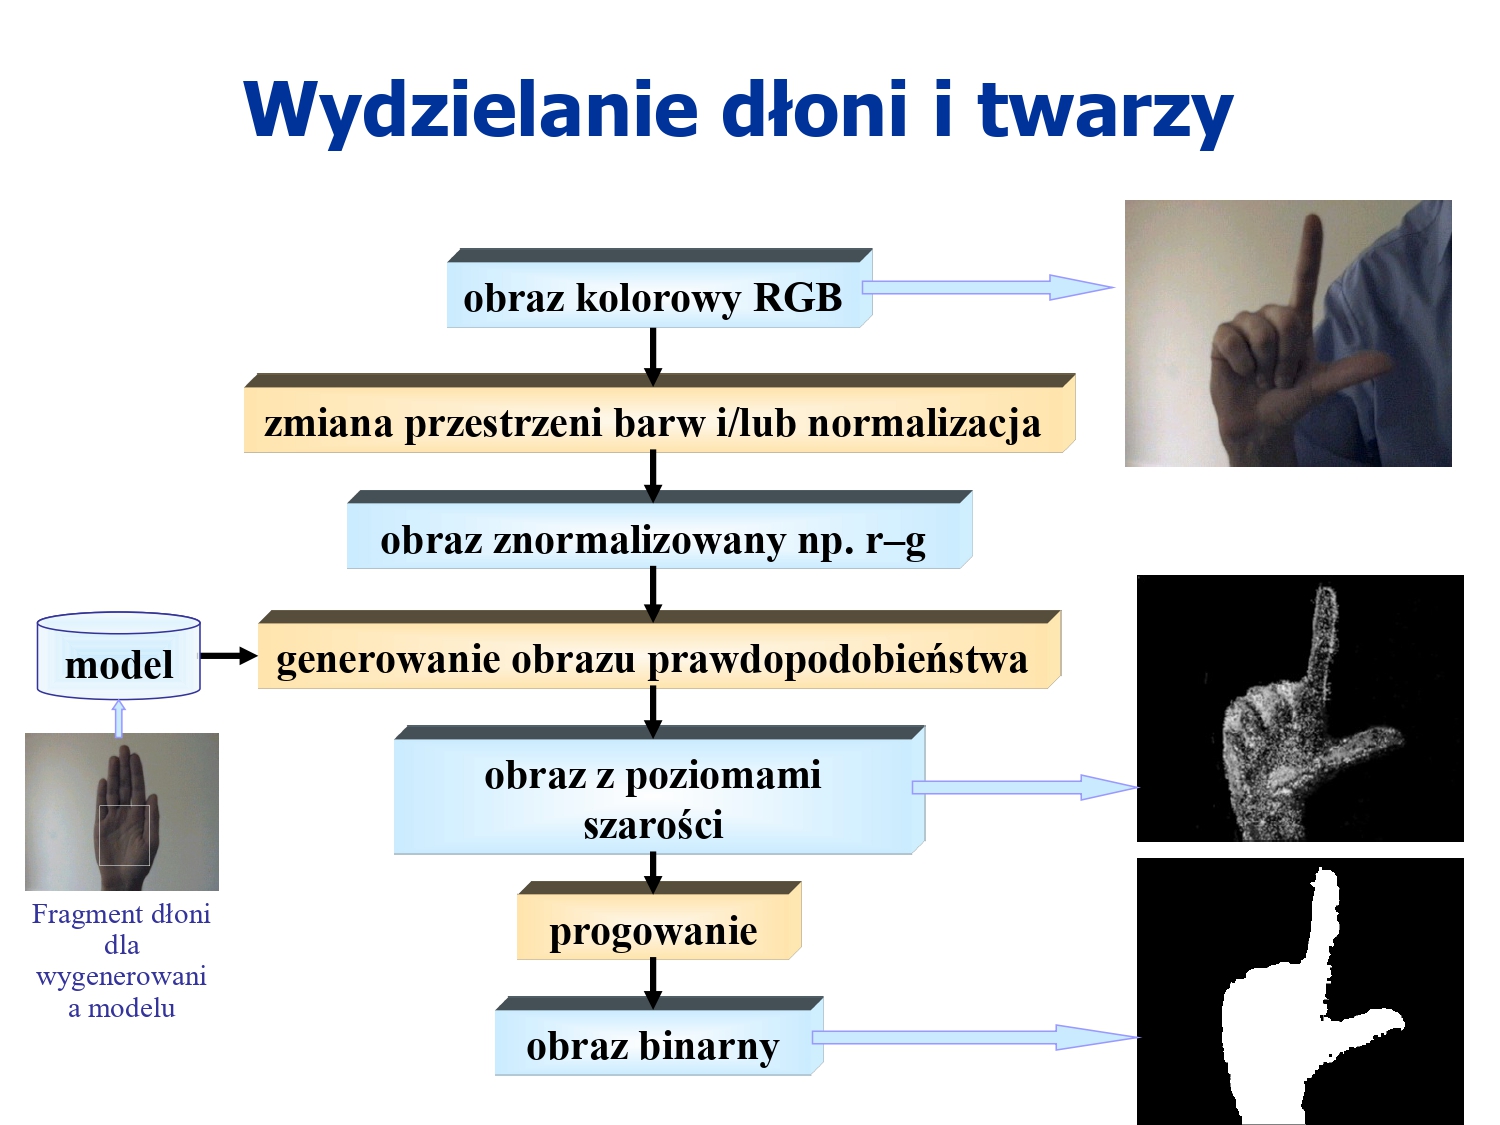 Wydzielanie dłoni i twarzy
obraz kolorowy RGB
zmiana przestrzeni barw i/lub normalizacja
obraz znormalizowany np. r–g
model
generowanie obrazu prawdopodobieństwa
obraz z poziomami
szarości
Fragment dłoni
dla
wygenerowani
a modelu
progowanie
obraz binarny